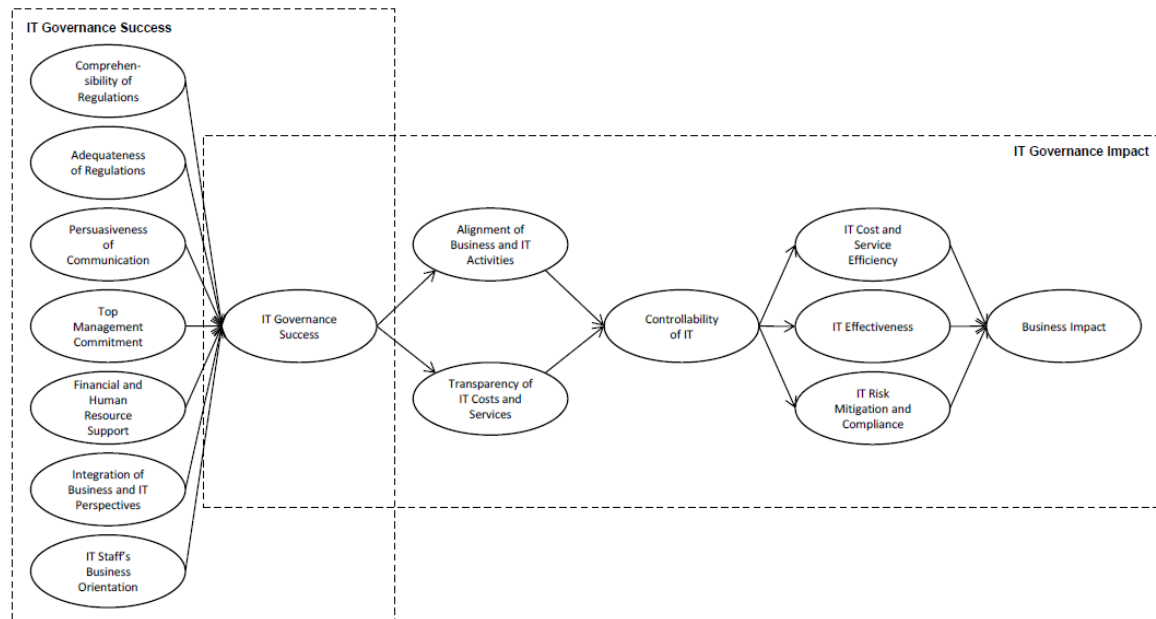 IT Governance Success
Comprehen-
sibility of
Regulations
Adequateness
of Regulations
Persuasiveness
of
Communication
Top
Management
Commitment
Financial and
Human
Resource
Support
Integration of
Business and IT
Perspectives
IT Staff's
Business
Orientation
IT Governance
Success
IT Governance Impact
Alignment of
Business and IT
Activities
Transparency of
IT Costs and
Services
Controllability
of IT
IT Cost and
Service
Efficiency
IT Effectiveness
IT Risk
Mitigation and
Compliance
Business Impact